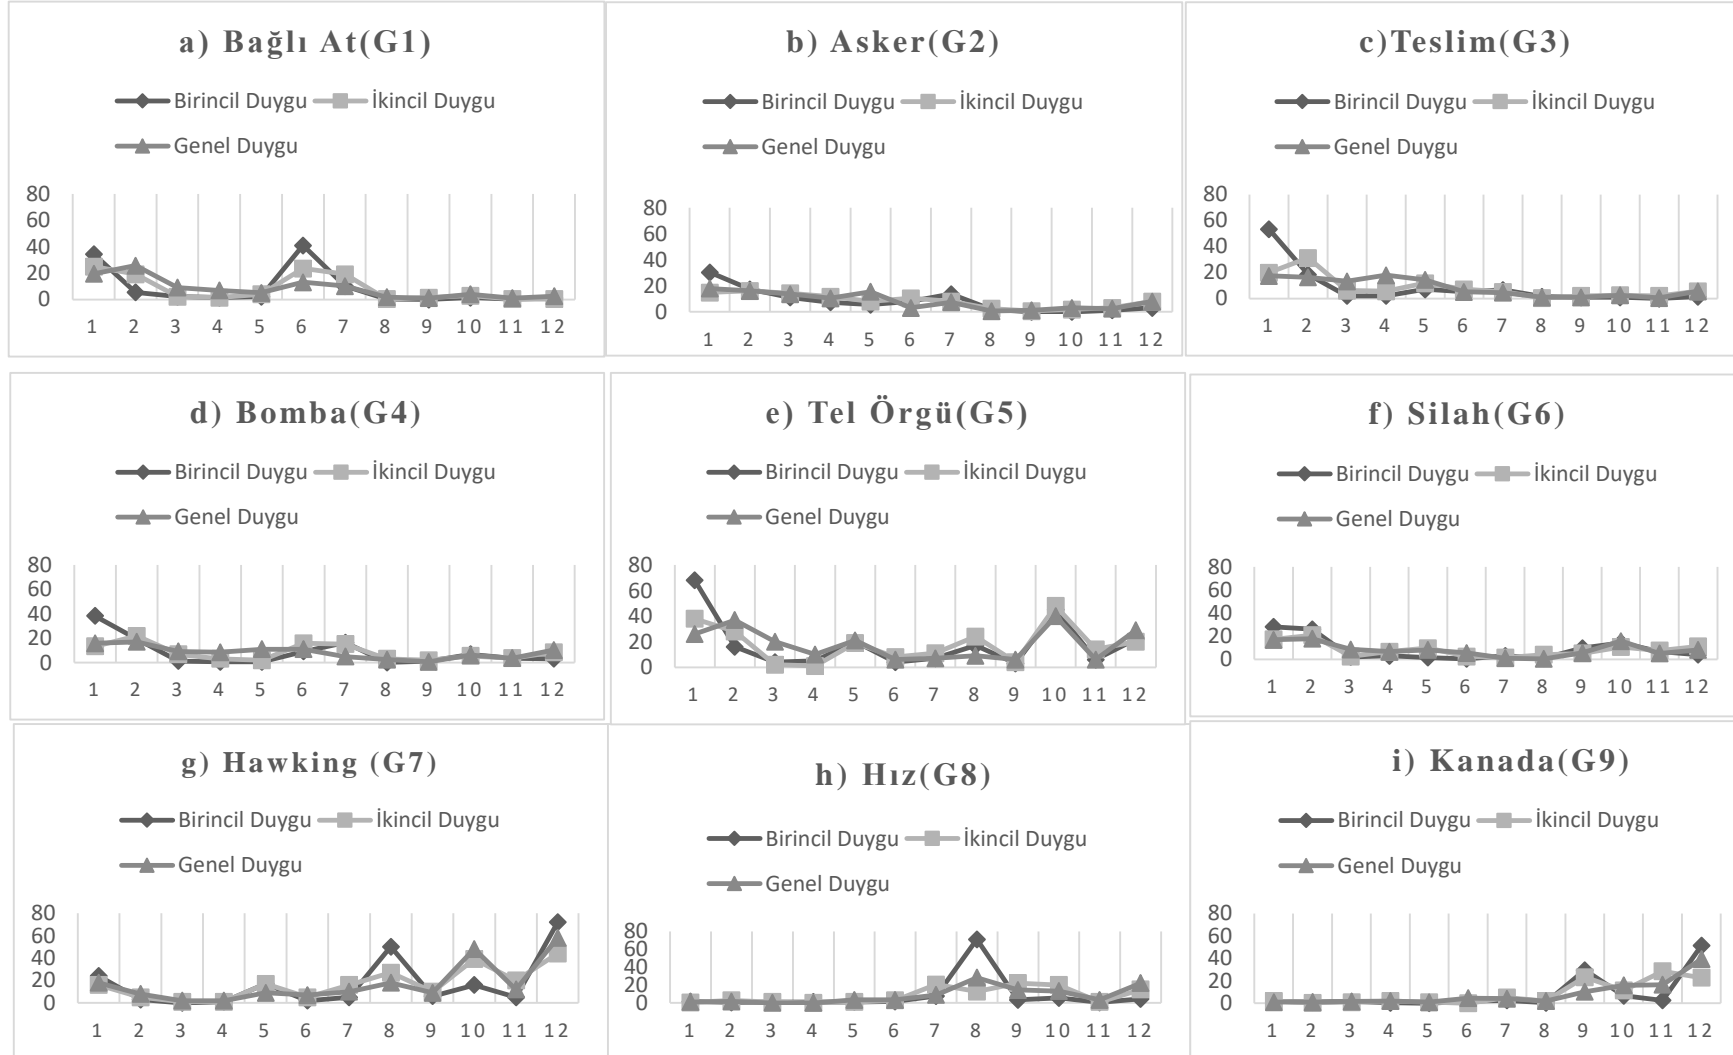 a) Bağlı At(G1)
Birincil Duygu İkincil Duygu
Genel Duygu
80
60
40
20
0
1 2 3 4 5 6 7 8 9 10 11 12
b) Asker(G2)
Birincil Duygu İkincil Duygu
Genel Duygu
80
60
40
20
0
1 2 3 4 5 6 7 8 9 10 11 12
c)Teslim(G3)
Birincil Duygu İkincil Duygu
Genel Duygu
80
60
40
20
0
1 2 3 4 5 6 7 8 9 10 11 12
d) Bomba(G4)
Birincil Duygu İkincil Duygu
Genel Duygu
80
60
40
20
0
1 2 3 4 5 6 7 8 9 10 11 12
e) Tel Örgü(G5)
Birincil Duygu İkincil Duygu
Genel Duygu
80
60
40
20
0
1 2 3 4 5 6 7 8 9 10 11 12
f) Silah(G6)
Birincil Duygu İkincil Duygu
Genel Duygu
80
60
40
20
0
1 2 3 4 5 6 7 8 9 10 11 12
g) Hawking (G7)
Birincil Duygu İkincil Duygu
Genel Duygu
80
60
40
20
0
1 2 3 4 5 6 7 8 9 10 11 12
h) Hız(G8)
Birincil Duygu İkincil Duygu
Genel Duygu
80
60
40
20
0
1 2 3 4 5 6 7 8 9 10 11 12
i) Kanada(G9)
Birincil Duygu İkincil Duygu
Genel Duygu
80
60
40
20
0
1 2 3 4 5 6 7 8 9 10 11 12